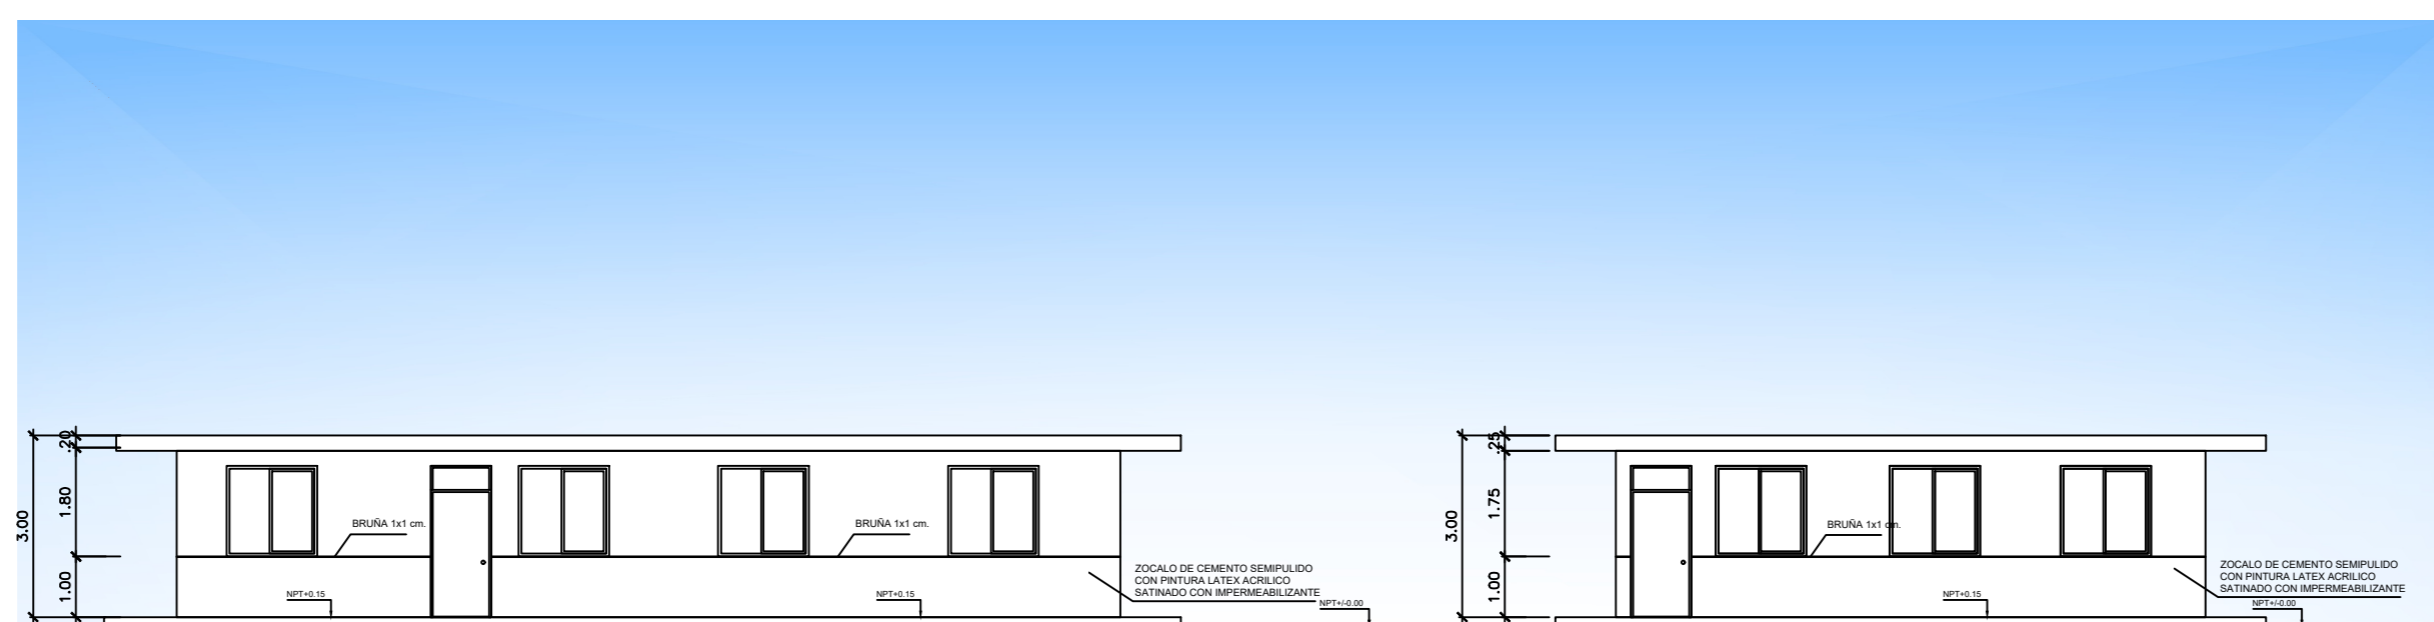 .20
1.80
3.00
1.00
BRUÑA 1x1 cm.
BRUÑA 1x1 cm.
NPT+0.15
NPT+0.15
ZOCALO DE CEMENTO SEMIPULIDO
CON PINTURA LATEX ACRILICO
SATINADO CON IMPERMEABILIZANTE
NPT+/-0.00
.25
1.75
3.00
1.00
BRUÑA 1x1 cm.
NPT+0.15
ZOCALO DE CEMENTO SEMIPULIDO
CON PINTURA LATEX ACRILICO
SATINADO CON IMPERMEABILIZANTE
NPT+/-0.00